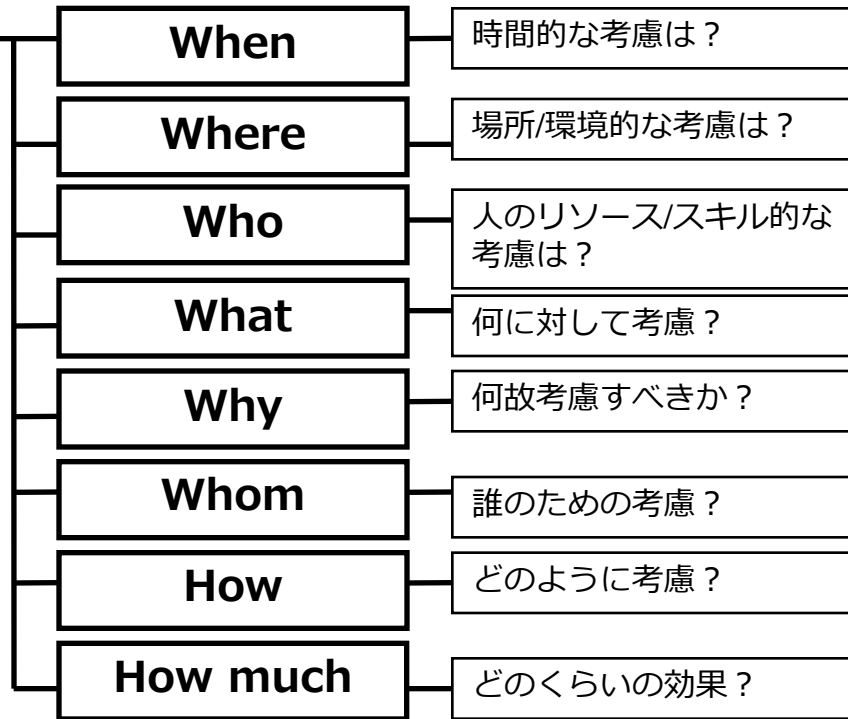 When
時間的な考慮は？
Where
場所/環境的な考慮は？
Who
人のリソース/スキル的な
考慮は？
What
何に対して考慮？
Why
何故考慮すべきか？
Whom
誰のための考慮？
How
どのように考慮？
How much
どのくらいの効果？